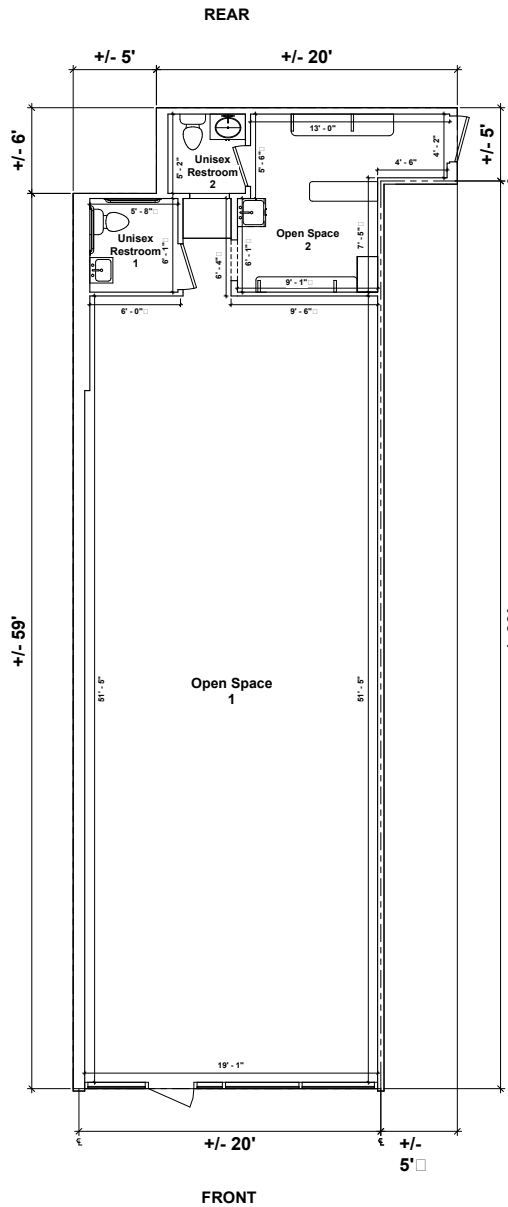 REAR
+/- 5'
+/- 20'
+/- 6'
13' - 0"
4' - 2"
+/- 5'
Unisex
Restroom
2
5' - 2"
5' - 6"
4' - 6"
5' - 8"
Unisex
Restroom
1
6' - 1"
6' - 4"
6' - 1"
Open Space
2
7' - 5"
9' - 1"
6' - 0"
9' - 6"
+/- 59'
51' - 5"
Open Space
1
51' - 5"
19' - 1"
℄
+/- 20'
℄
+/-
5'
FRONT